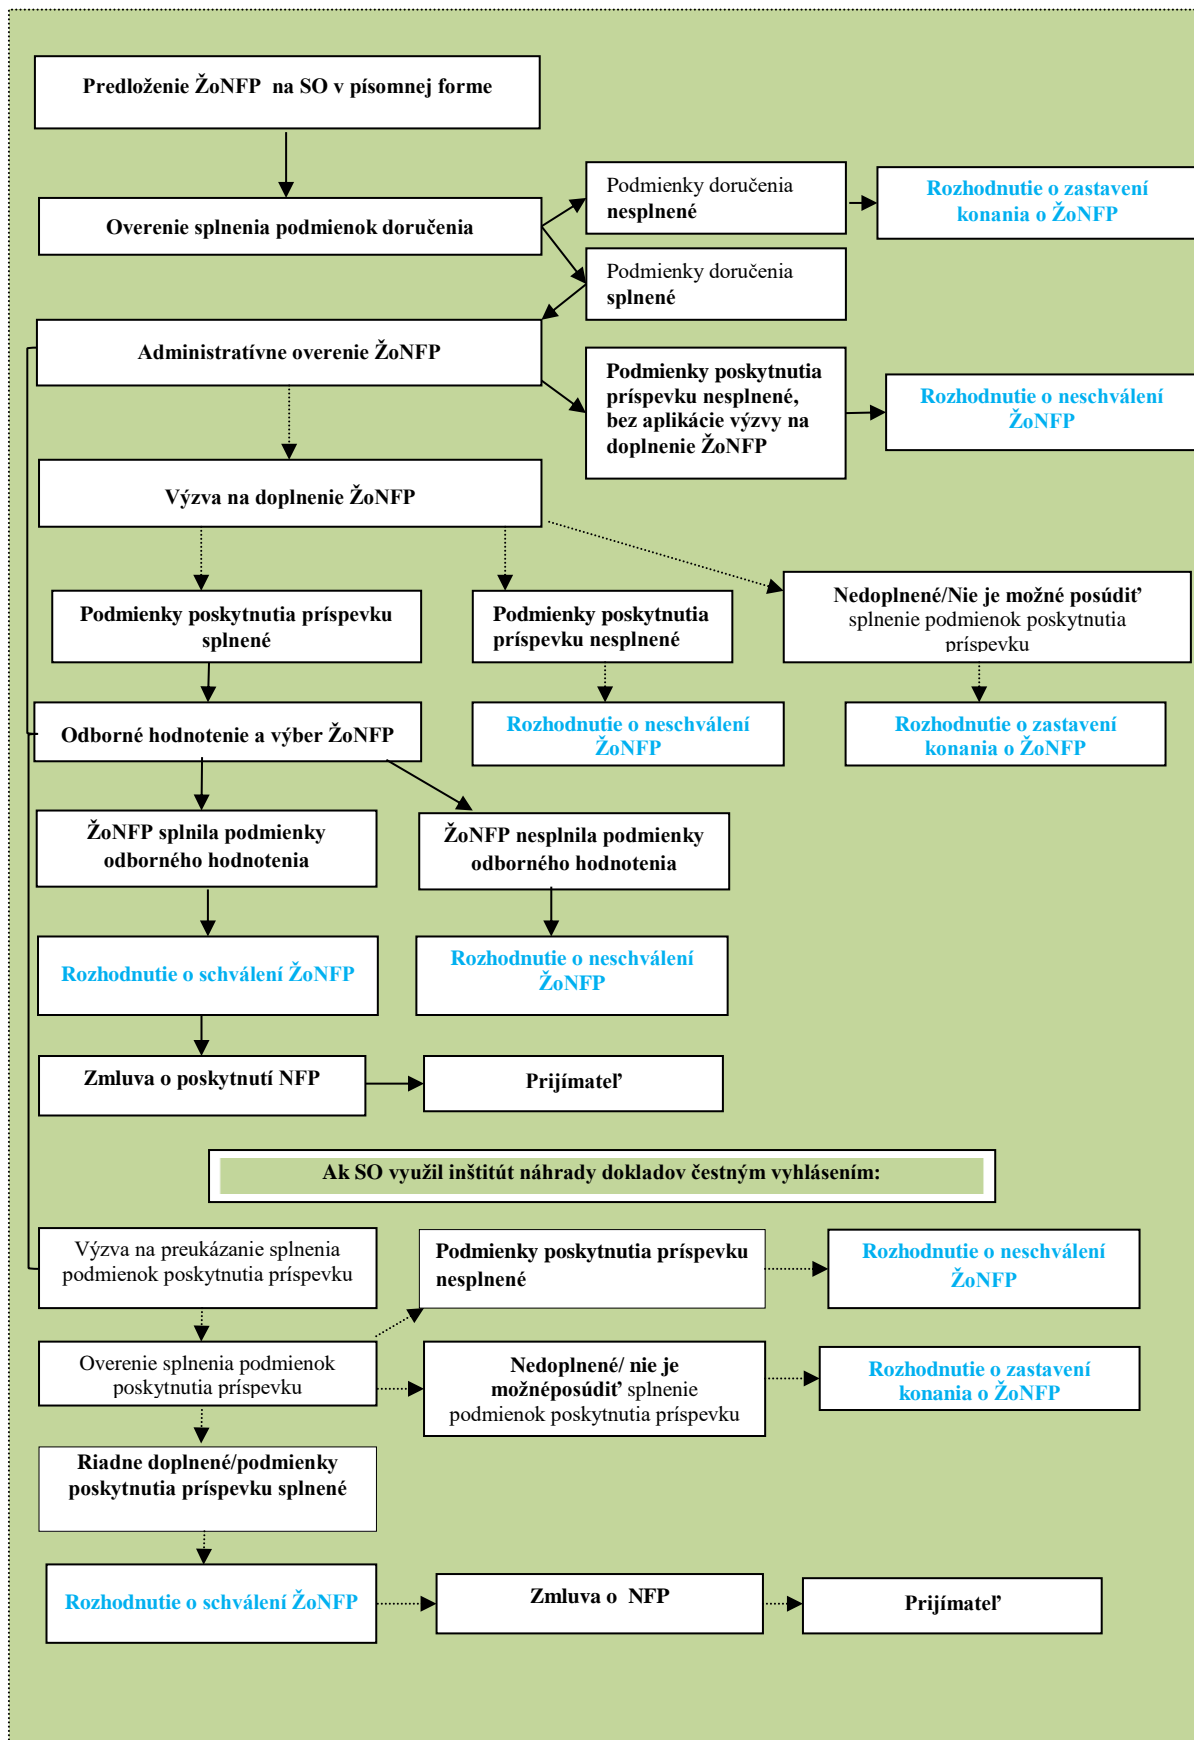 Predloženie ŽoNFP na SO v písomnej forme
Podmienky doručenia
nesplnené
Rozhodnutie o zastavení
konania o ŽoNFP
Overenie splnenia podmienok doručenia
Podmienky doručenia
splnené
Administratívne overenie ŽoNFP
Podmienky poskytnutia
príspevku nesplnené,
bez aplikácie výzvy na
doplnenie ŽoNFP
Rozhodnutie o neschválení
ŽoNFP
Výzva na doplnenie ŽoNFP
Podmienky poskytnutia príspevku
splnené
Podmienky poskytnutia
príspevku nesplnené
Nedoplnené/Nie je možné posúdiť
splnenie podmienok poskytnutia
príspevku
Odborné hodnotenie a výber ŽoNFP
Rozhodnutie o neschválení
ŽoNFP
Rozhodnutie o zastavení
konania o ŽoNFP
ŽoNFP splnila podmienky
odborného hodnotenia
ŽoNFP nesplnila podmienky
odborného hodnotenia
Rozhodnutie o schválení ŽoNFP
Rozhodnutie o neschválení
ŽoNFP
Zmluva o poskytnutí NFP
Prijímateľ
Ak SO využil inštitút náhrady dokladov čestným vyhlásením:
Výzva na preukázanie splnenia
podmienok poskytnutia príspevku
Podmienky poskytnutia príspevku
nesplnené
Rozhodnutie o neschválení
ŽoNFP
Overenie splnenia podmienok
poskytnutia príspevku
Nedoplnené/ nie je
možnéposúdiť splnenie
podmienok poskytnutia príspevku
Rozhodnutie o zastavení
konania o ŽoNFP
Riadne doplnené/podmienky
poskytnutia príspevku splnené
Rozhodnutie o schválení ŽoNFP
Zmluva o NFP
Prijímateľ